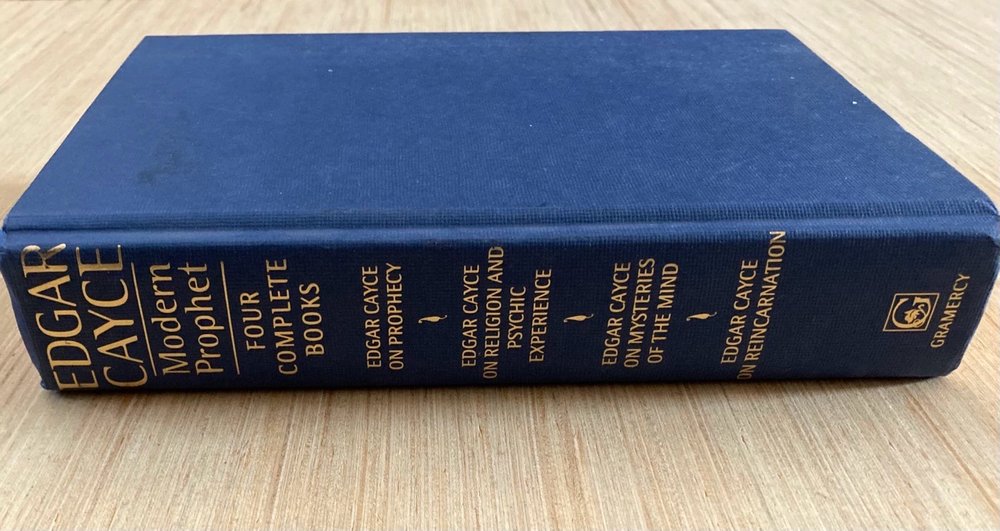 EDGAR
CAYCE
Modern
Prophet
FOUR
COMPLETE
BOOKS
EDGAR CAYCE
ON PROPHECY
EDGAR CAYCE
ON RELIGION AND
PSYCHIC
EXPERIENCE
EDGAR CAYCE
ON MYSTERIES
OF THE MIND
EDGAR CAYCE
ON REINCARNATION
GRAMERCY